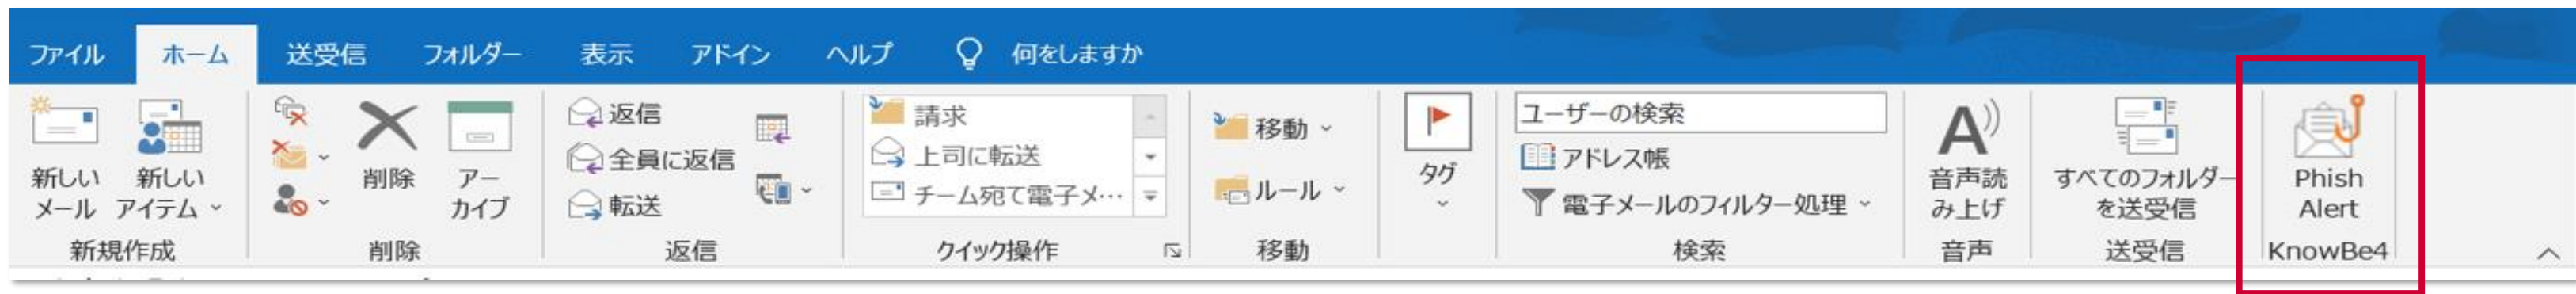 ファイル ホーム 送受信 フォルダー 表示 アドイン ヘルプ 何をしますか
新しい
メール
新しい
アイテム
新規作成
削除
アー
カイブ
削除
返信
全員に返信
転送
返信
請求
上司に転送
チーム宛て電子メ…
クイック操作
移動
ルール
移動
タグ
ユーザーの検索
アドレス帳
電子メールのフィルター処理
検索
A
音声読
み上げ
音声
すべてのフォルダー
を送受信
送受信
Phish
Alert
KnowBe4